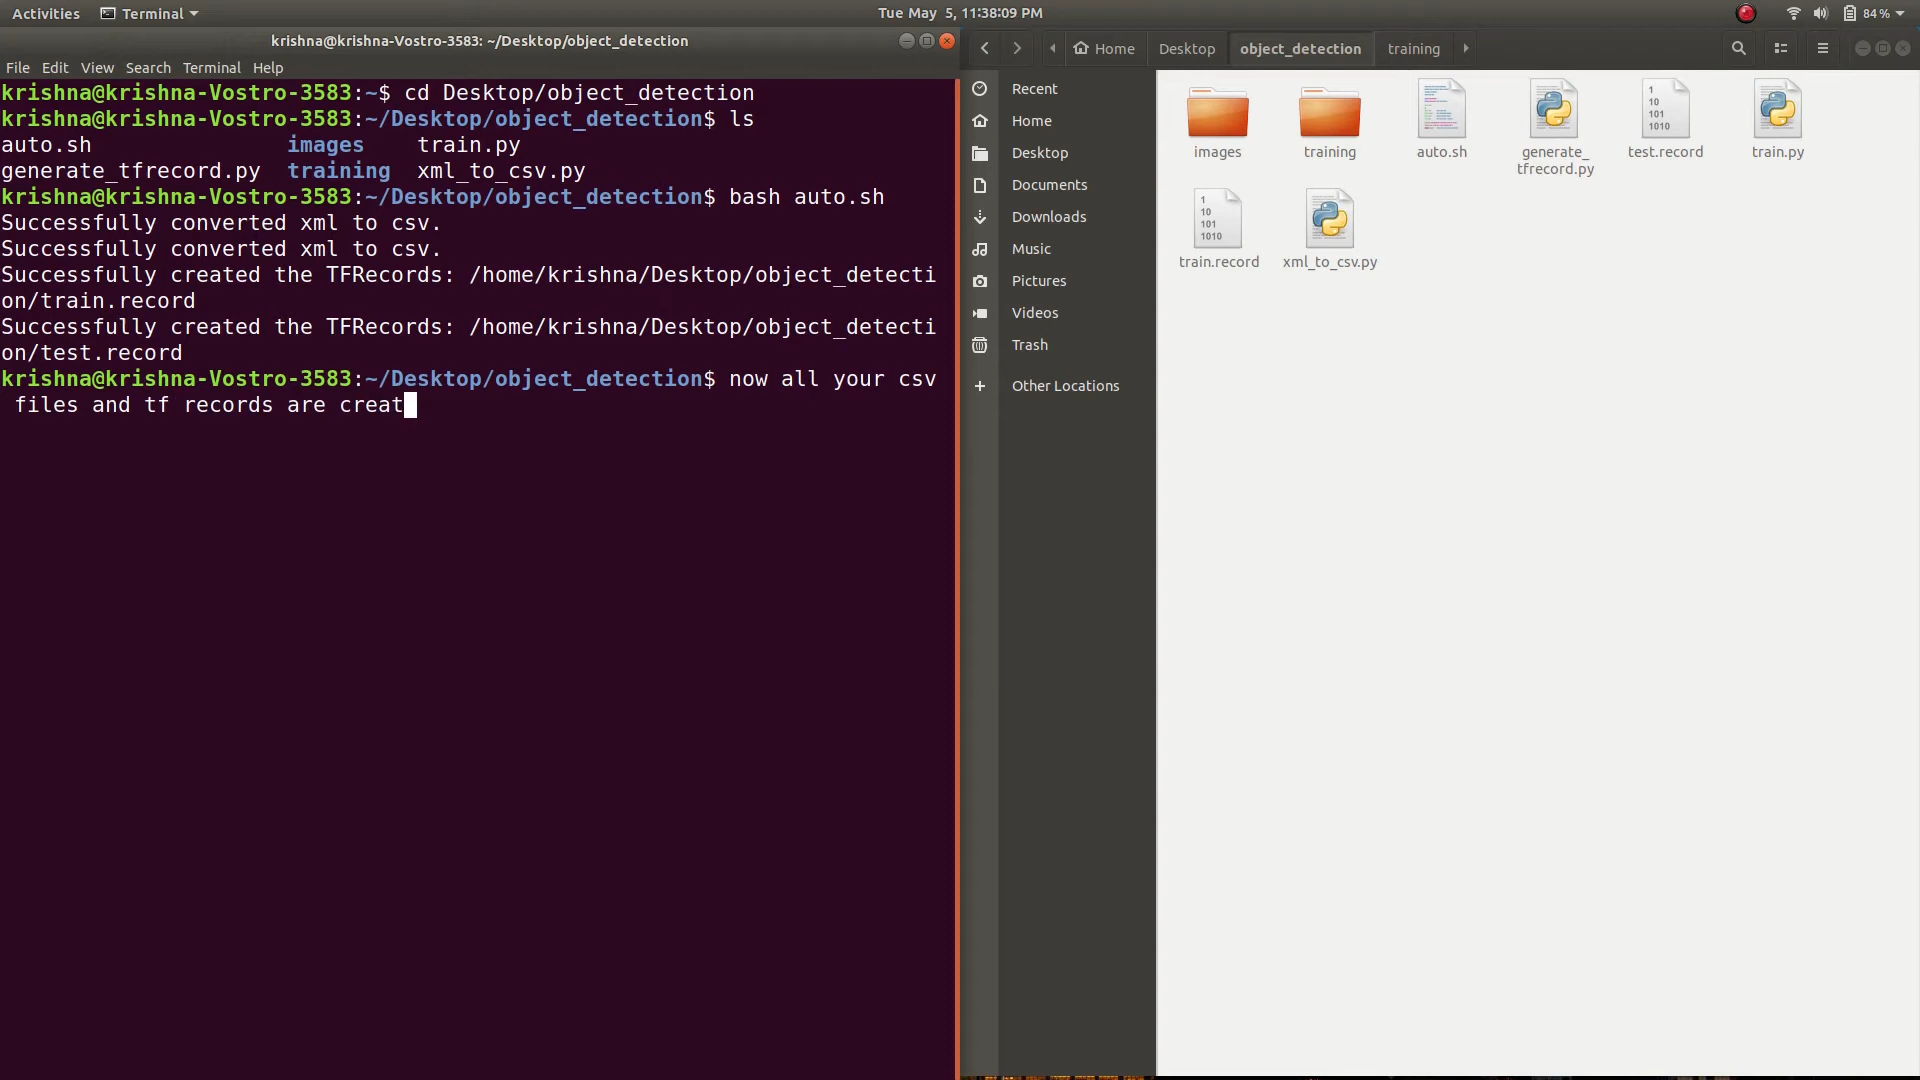 Activities Terminal Tue May 5, 11:38:09 PM 84 %
krishna@krishna-Vostro-3583: ~/Desktop/object_detection
File Edit View Search Terminal Help
krishna@krishna-Vostro-3583:~$ cd Desktop/object_detection
krishna@krishna-Vostro-3583:~/Desktop/object_detection$ ls
auto.sh images train.py
generate_tfrecord.py training xml_to_csv.py
krishna@krishna-Vostro-3583:~/Desktop/object_detection$ bash auto.sh
Successfully converted xml to csv.
Successfully converted xml to csv.
Successfully created the TFRecords: /home/krishna/Desktop/object_detecti
on/train.record
Successfully created the TFRecords: /home/krishna/Desktop/object_detecti
on/test.record
krishna@krishna-Vostro-3583:~/Desktop/object_detection$ now all your csv
files and tf records are creat
Home Desktop object_detection training
Recent
Home
Desktop
Documents
Downloads
Music
Pictures
Videos
Trash
Other Locations
images training auto.sh generate_ test.record train.py
tfrecord.py
train.record xml_to_csv.py